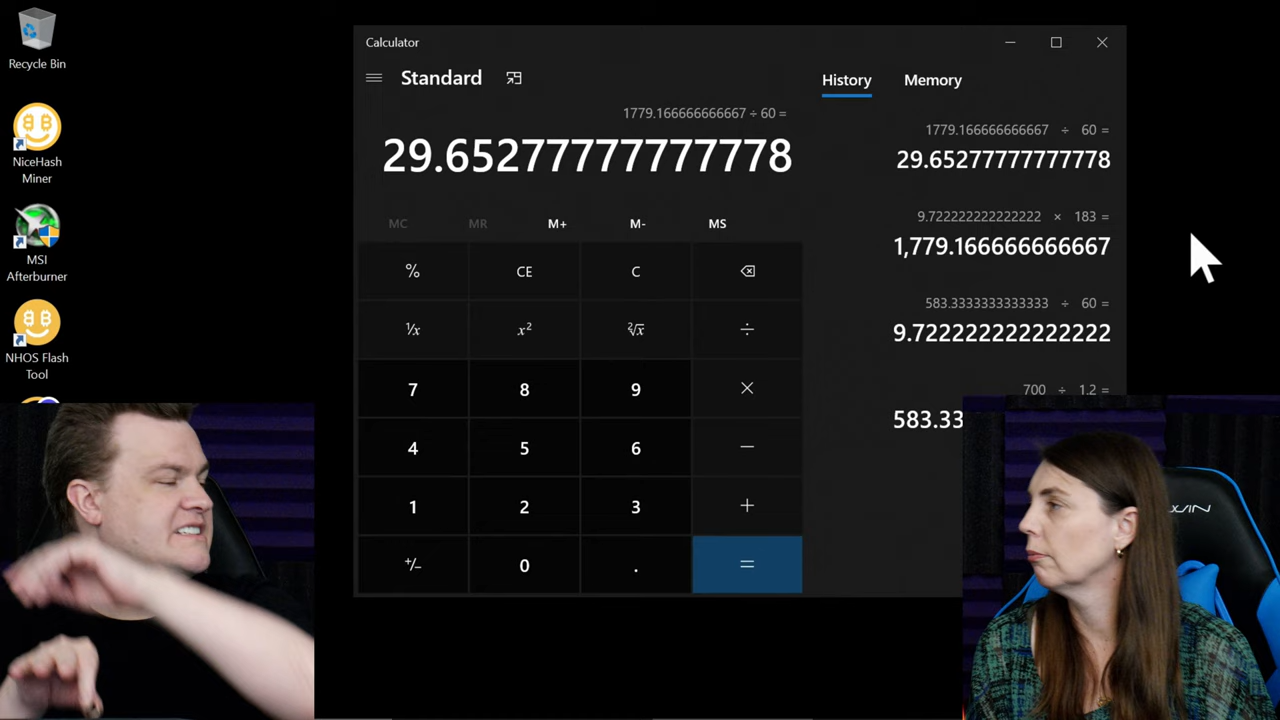 Recycle Bin
NiceHash
Miner
MSI
Afterburner
NHOS Flash
Tool
Calculator
Standard
1779.166666666667 ÷ 60 =
29.65277777777778
MC MR M+ M- MS
% CE C
¹/x x² ²√x ÷
7 8 9 ×
4 5 6 −
1 2 3 +
+/− 0 . =
History Memory
1779.166666666667 ÷ 60 =
29.65277777777778
9.722222222222222 × 183 =
1,779.166666666667
583.3333333333333 ÷ 60 =
9.722222222222222
700 ÷ 1.2 =
583.33